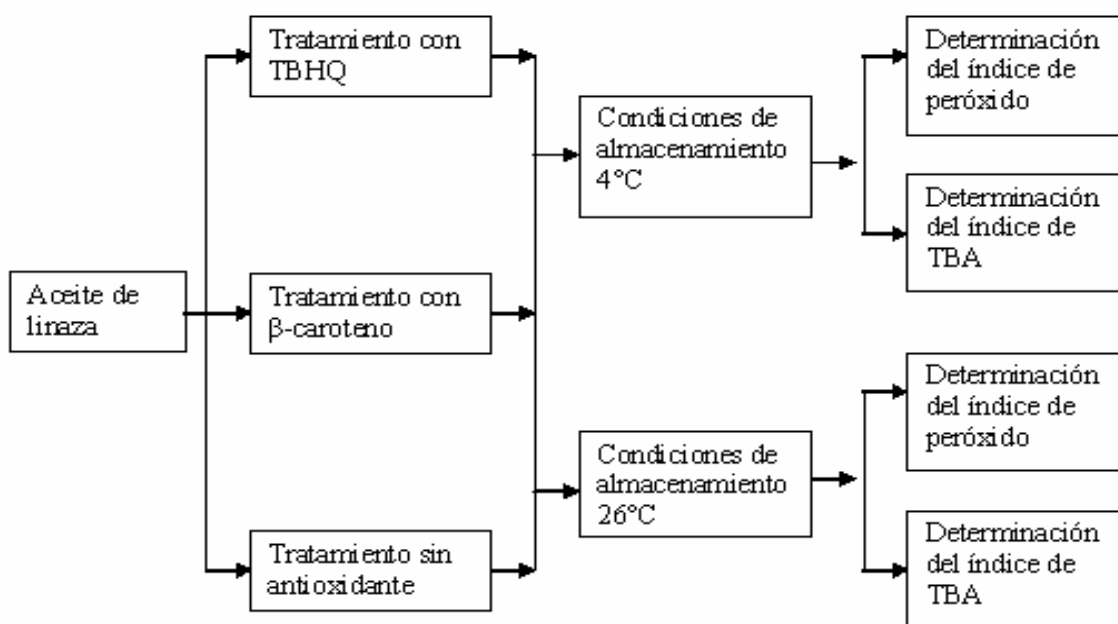 Aceite de
linaza
Tratamiento con
TBHQ
Tratamiento con
β-caroteno
Tratamiento sin
antioxidante
Condiciones de
almacenamiento
4°C
Condiciones de
almacenamiento
26°C
Determinación
del índice de
peróxido
Determinación
del índice de
TBA
Determinación
del índice de
peróxido
Determinación
del índice de
TBA